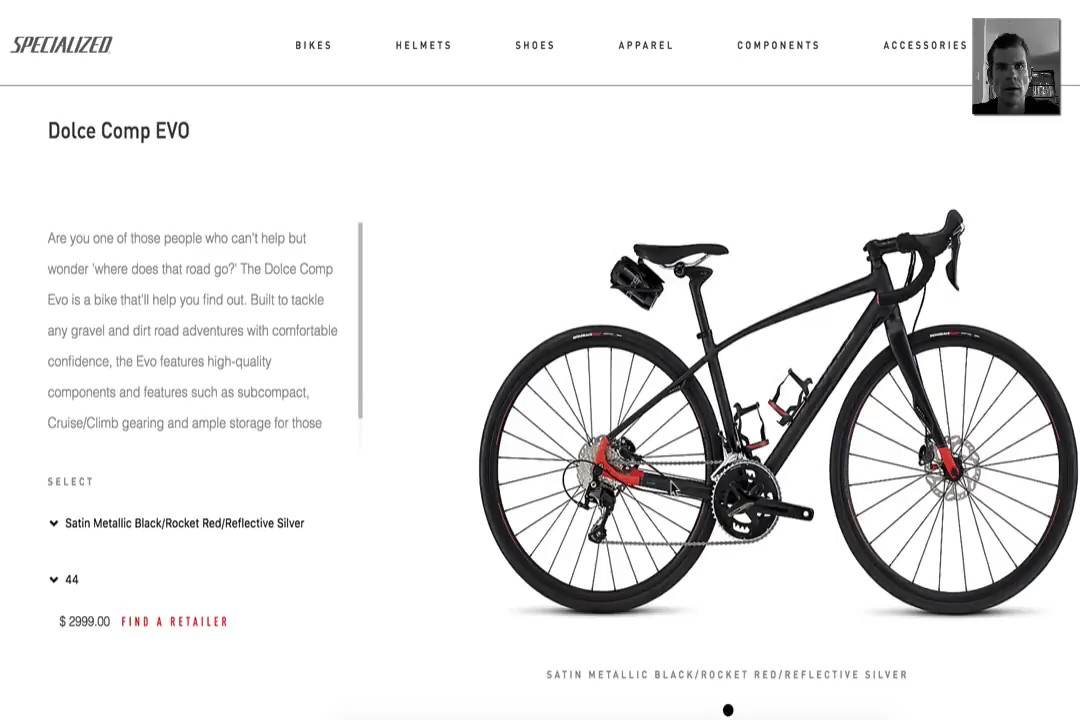 SPECIALIZED
BIKES
HELMETS
SHOES
APPAREL
COMPONENTS
ACCESSORIES
Dolce Comp EVO
Are you one of those people who can't help but
wonder 'where does that road go?' The Dolce Comp
Evo is a bike that'll help you find out. Built to tackle
any gravel and dirt road adventures with comfortable
confidence, the Evo features high-quality
components and features such as subcompact,
Cruise/Climb gearing and ample storage for those
SELECT
Satin Metallic Black/Rocket Red/Reflective Silver
44
$ 2999.00 FIND A RETAILER
SATIN METALLIC BLACK/ROCKET RED/REFLECTIVE SILVER